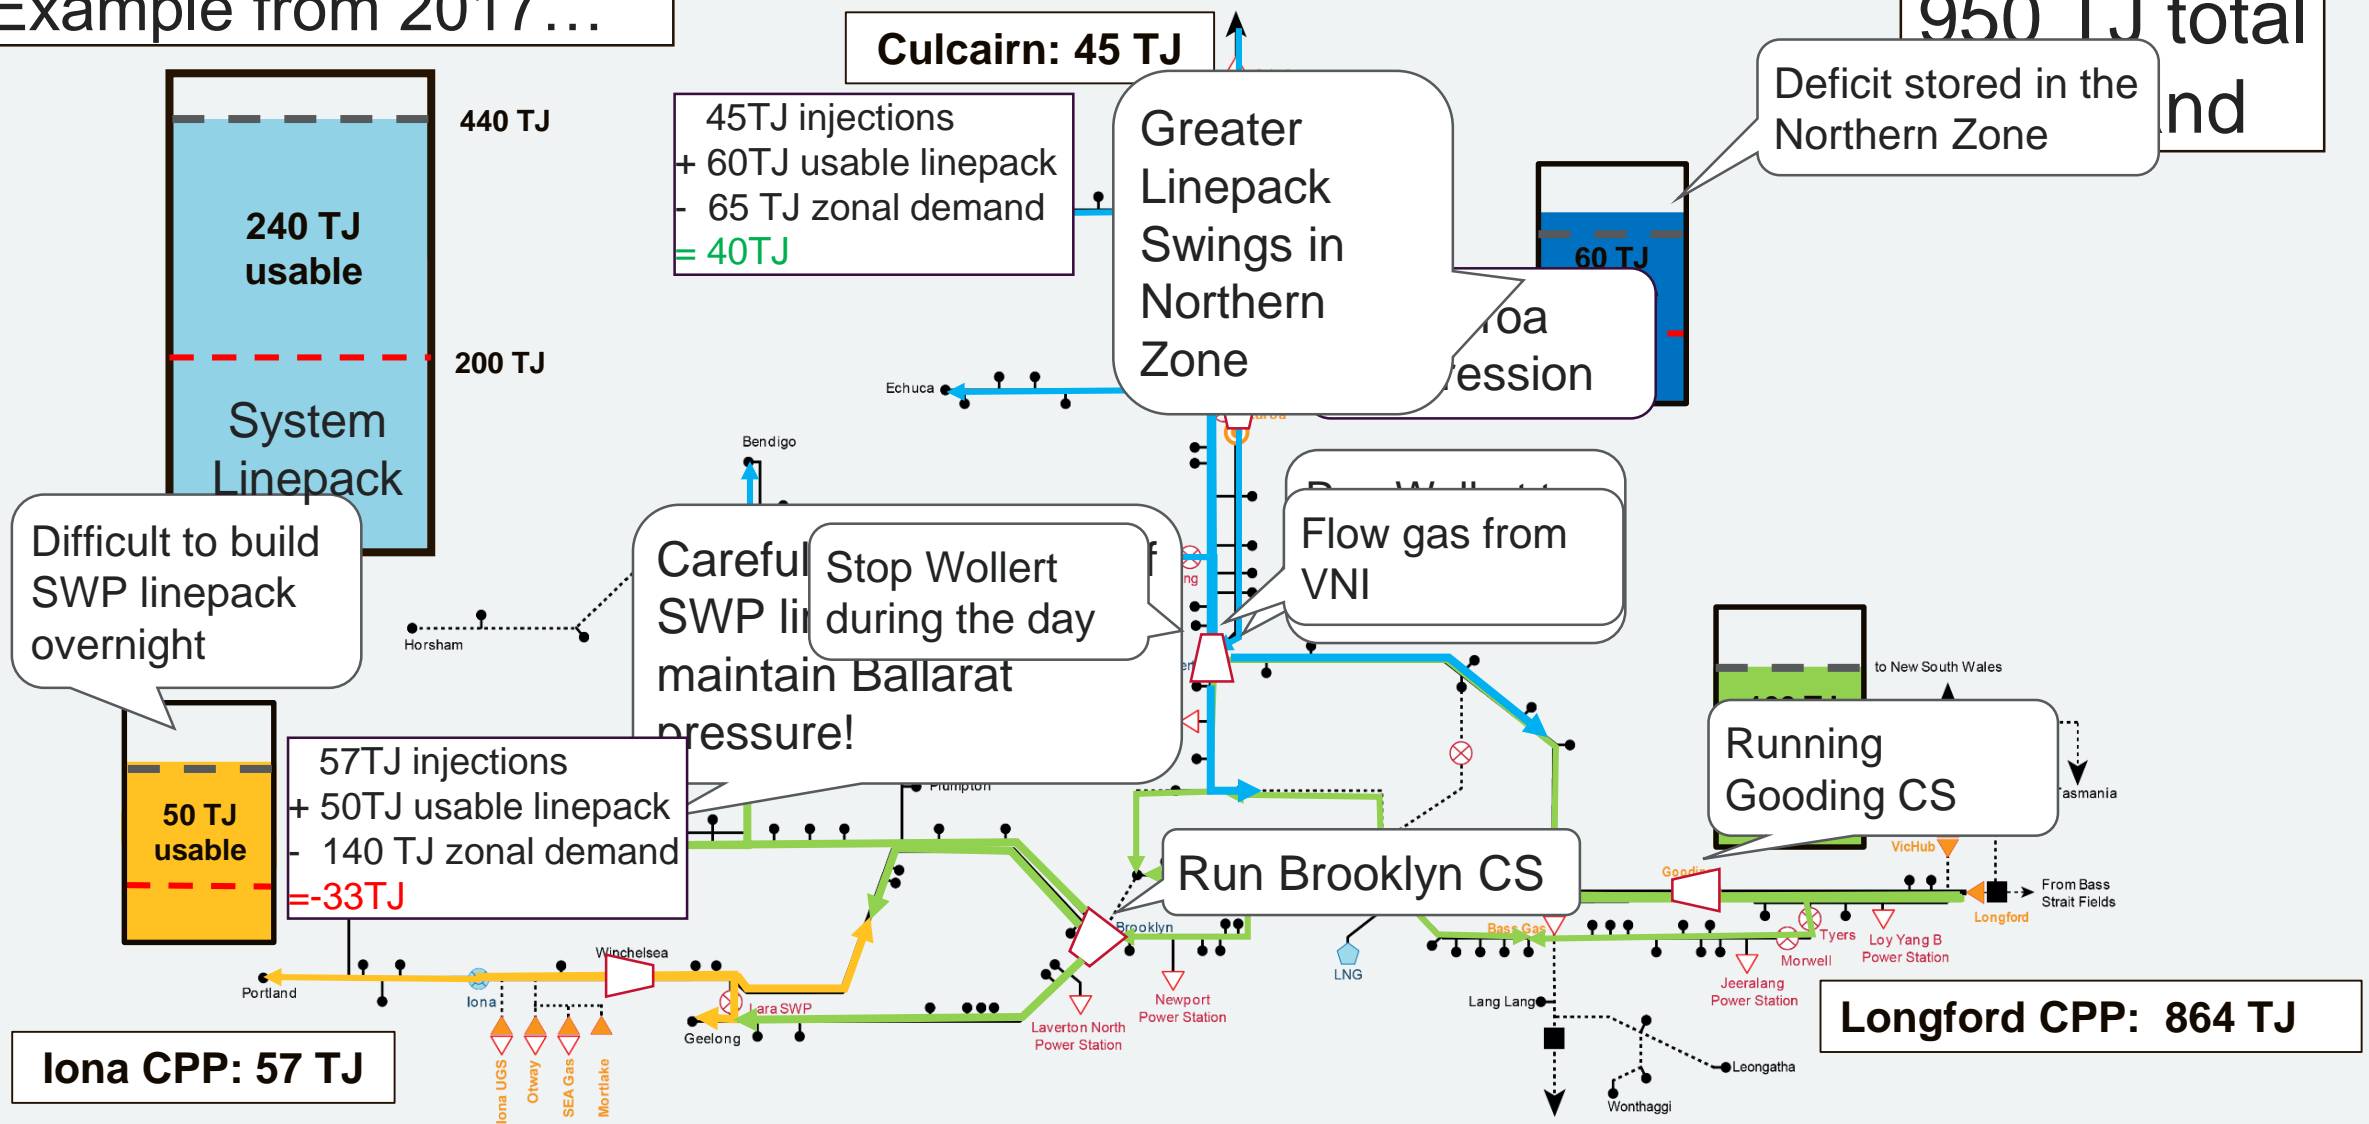 Example from 2017…
Culcairn: 45 TJ
950 TJ total
Deficit stored in the
Northern Zone
440 TJ
240 TJ
usable
200 TJ
System
Linepack
45TJ injections
+ 60TJ usable linepack
- 65 TJ zonal demand
= 40TJ
Greater
Linepack
Swings in
Northern
Zone
60 TJ
Echuca
Bendigo
Horsham
Difficult to build
SWP linepack
overnight
Careful
SWP
maintain Ballarat
pressure!
Stop Wollert
during the day
Flow gas from
VNI
to New South Wales
Running
Gooding CS
50 TJ
usable
57TJ injections
+ 50TJ usable linepack
- 140 TJ zonal demand
=-33TJ
Plumpton
Run Brooklyn CS
VicHub
From Bass
Strait Fields
Longford
Brooklyn
Bass Gas
Tyers
Morwell
Loy Yang B
Power Station
Jeeralang
Power Station
Winchelsea
Portland
Iona
Lara SWP
Geelong
Laverton North
Power Station
Newport
Power Station
LNG
Lang Lang
Leongatha
Wonthaggi
Iona UGS
Otway
SEA Gas
Mortlake
Iona CPP: 57 TJ
Longford CPP: 864 TJ